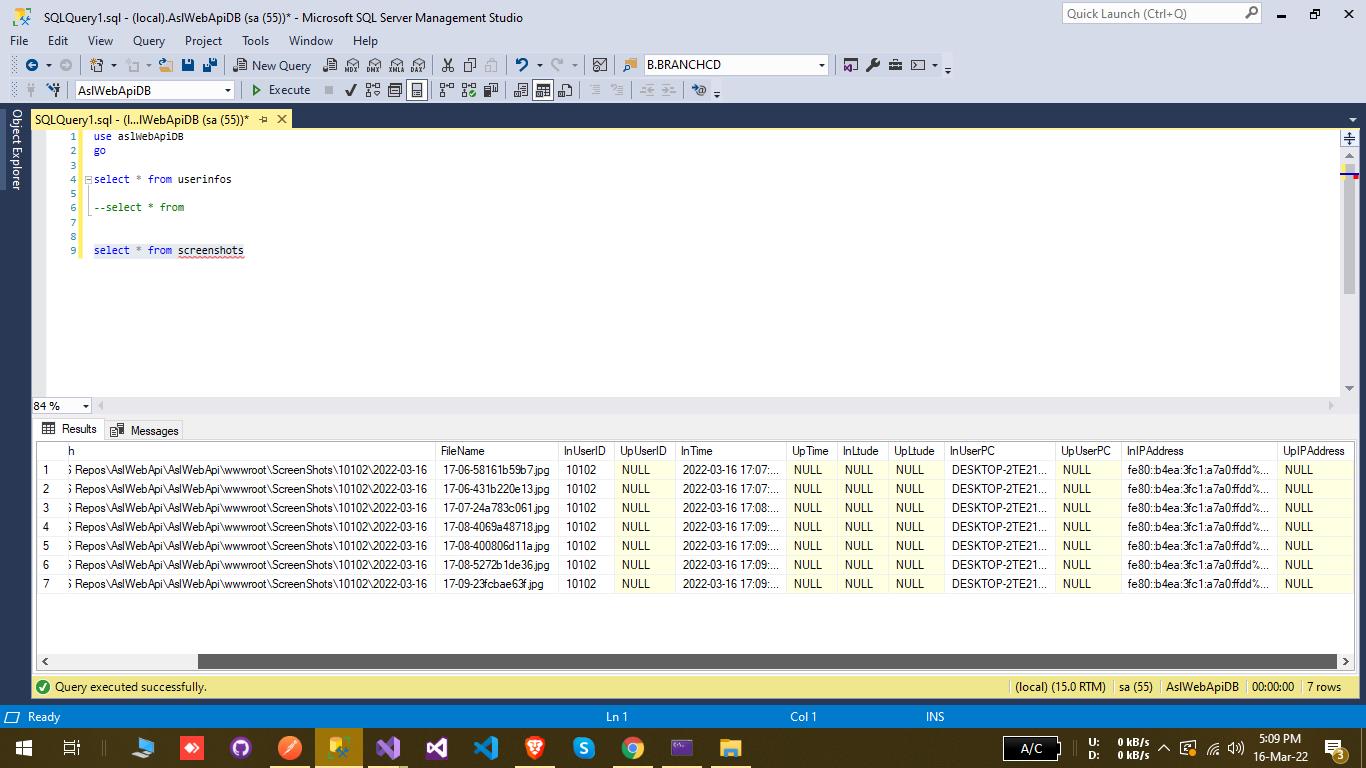 SQLQuery1.sql - (local).AslWebApiDB (sa (55))* - Microsoft SQL Server Management Studio
Quick Launch (Ctrl+Q)
File Edit View Query Project Tools Window Help
New Query MDX DMX XMLA DAX B.BRANCHCD
AslWebApiDB Execute
Object Explorer
SQLQuery1.sql - (l...lWebApiDB (sa (55))*
1 use aslWebApiDB
2 go
3
4 select * from userinfos
5
6 --select * from
7
8
9 select * from screenshots
84 %
Results Messages
h FileName InUserID UpUserID InTime UpTime InLtude UpLtude InUserPC UpUserPC InIPAddress UpIPAddress
1 S Repos\AslWebApi\AslWebApi\wwwroot\ScreenShots\10102\2022-03-16 17-06-58161b59b7.jpg 10102 NULL 2022-03-16 17:07:... NULL NULL NULL DESKTOP-2TE21... NULL fe80::b4ea:3fc1:a7a0:ffdd%... NULL
2 S Repos\AslWebApi\AslWebApi\wwwroot\ScreenShots\10102\2022-03-16 17-06-431b220e13.jpg 10102 NULL 2022-03-16 17:07:... NULL NULL NULL DESKTOP-2TE21... NULL fe80::b4ea:3fc1:a7a0:ffdd%... NULL
3 S Repos\AslWebApi\AslWebApi\wwwroot\ScreenShots\10102\2022-03-16 17-07-24a783c061.jpg 10102 NULL 2022-03-16 17:08:... NULL NULL NULL DESKTOP-2TE21... NULL fe80::b4ea:3fc1:a7a0:ffdd%... NULL
4 S Repos\AslWebApi\AslWebApi\wwwroot\ScreenShots\10102\2022-03-16 17-08-4069a48718.jpg 10102 NULL 2022-03-16 17:09:... NULL NULL NULL DESKTOP-2TE21... NULL fe80::b4ea:3fc1:a7a0:ffdd%... NULL
5 S Repos\AslWebApi\AslWebApi\wwwroot\ScreenShots\10102\2022-03-16 17-08-400806d11a.jpg 10102 NULL 2022-03-16 17:09:... NULL NULL NULL DESKTOP-2TE21... NULL fe80::b4ea:3fc1:a7a0:ffdd%... NULL
6 S Repos\AslWebApi\AslWebApi\wwwroot\ScreenShots\10102\2022-03-16 17-08-5272b1de36.jpg 10102 NULL 2022-03-16 17:09:... NULL NULL NULL DESKTOP-2TE21... NULL fe80::b4ea:3fc1:a7a0:ffdd%... NULL
7 S Repos\AslWebApi\AslWebApi\wwwroot\ScreenShots\10102\2022-03-16 17-09-23fcbae63f.jpg 10102 NULL 2022-03-16 17:09:... NULL NULL NULL DESKTOP-2TE21... NULL fe80::b4ea:3fc1:a7a0:ffdd%... NULL
Query executed successfully. (local) (15.0 RTM) sa (55) AslWebApiDB 00:00:00 7 rows
Ready Ln 1 Col 1 INS
A/C U: 0 kB/s 5:09 PM
D: 0 kB/s 16-Mar-22 3